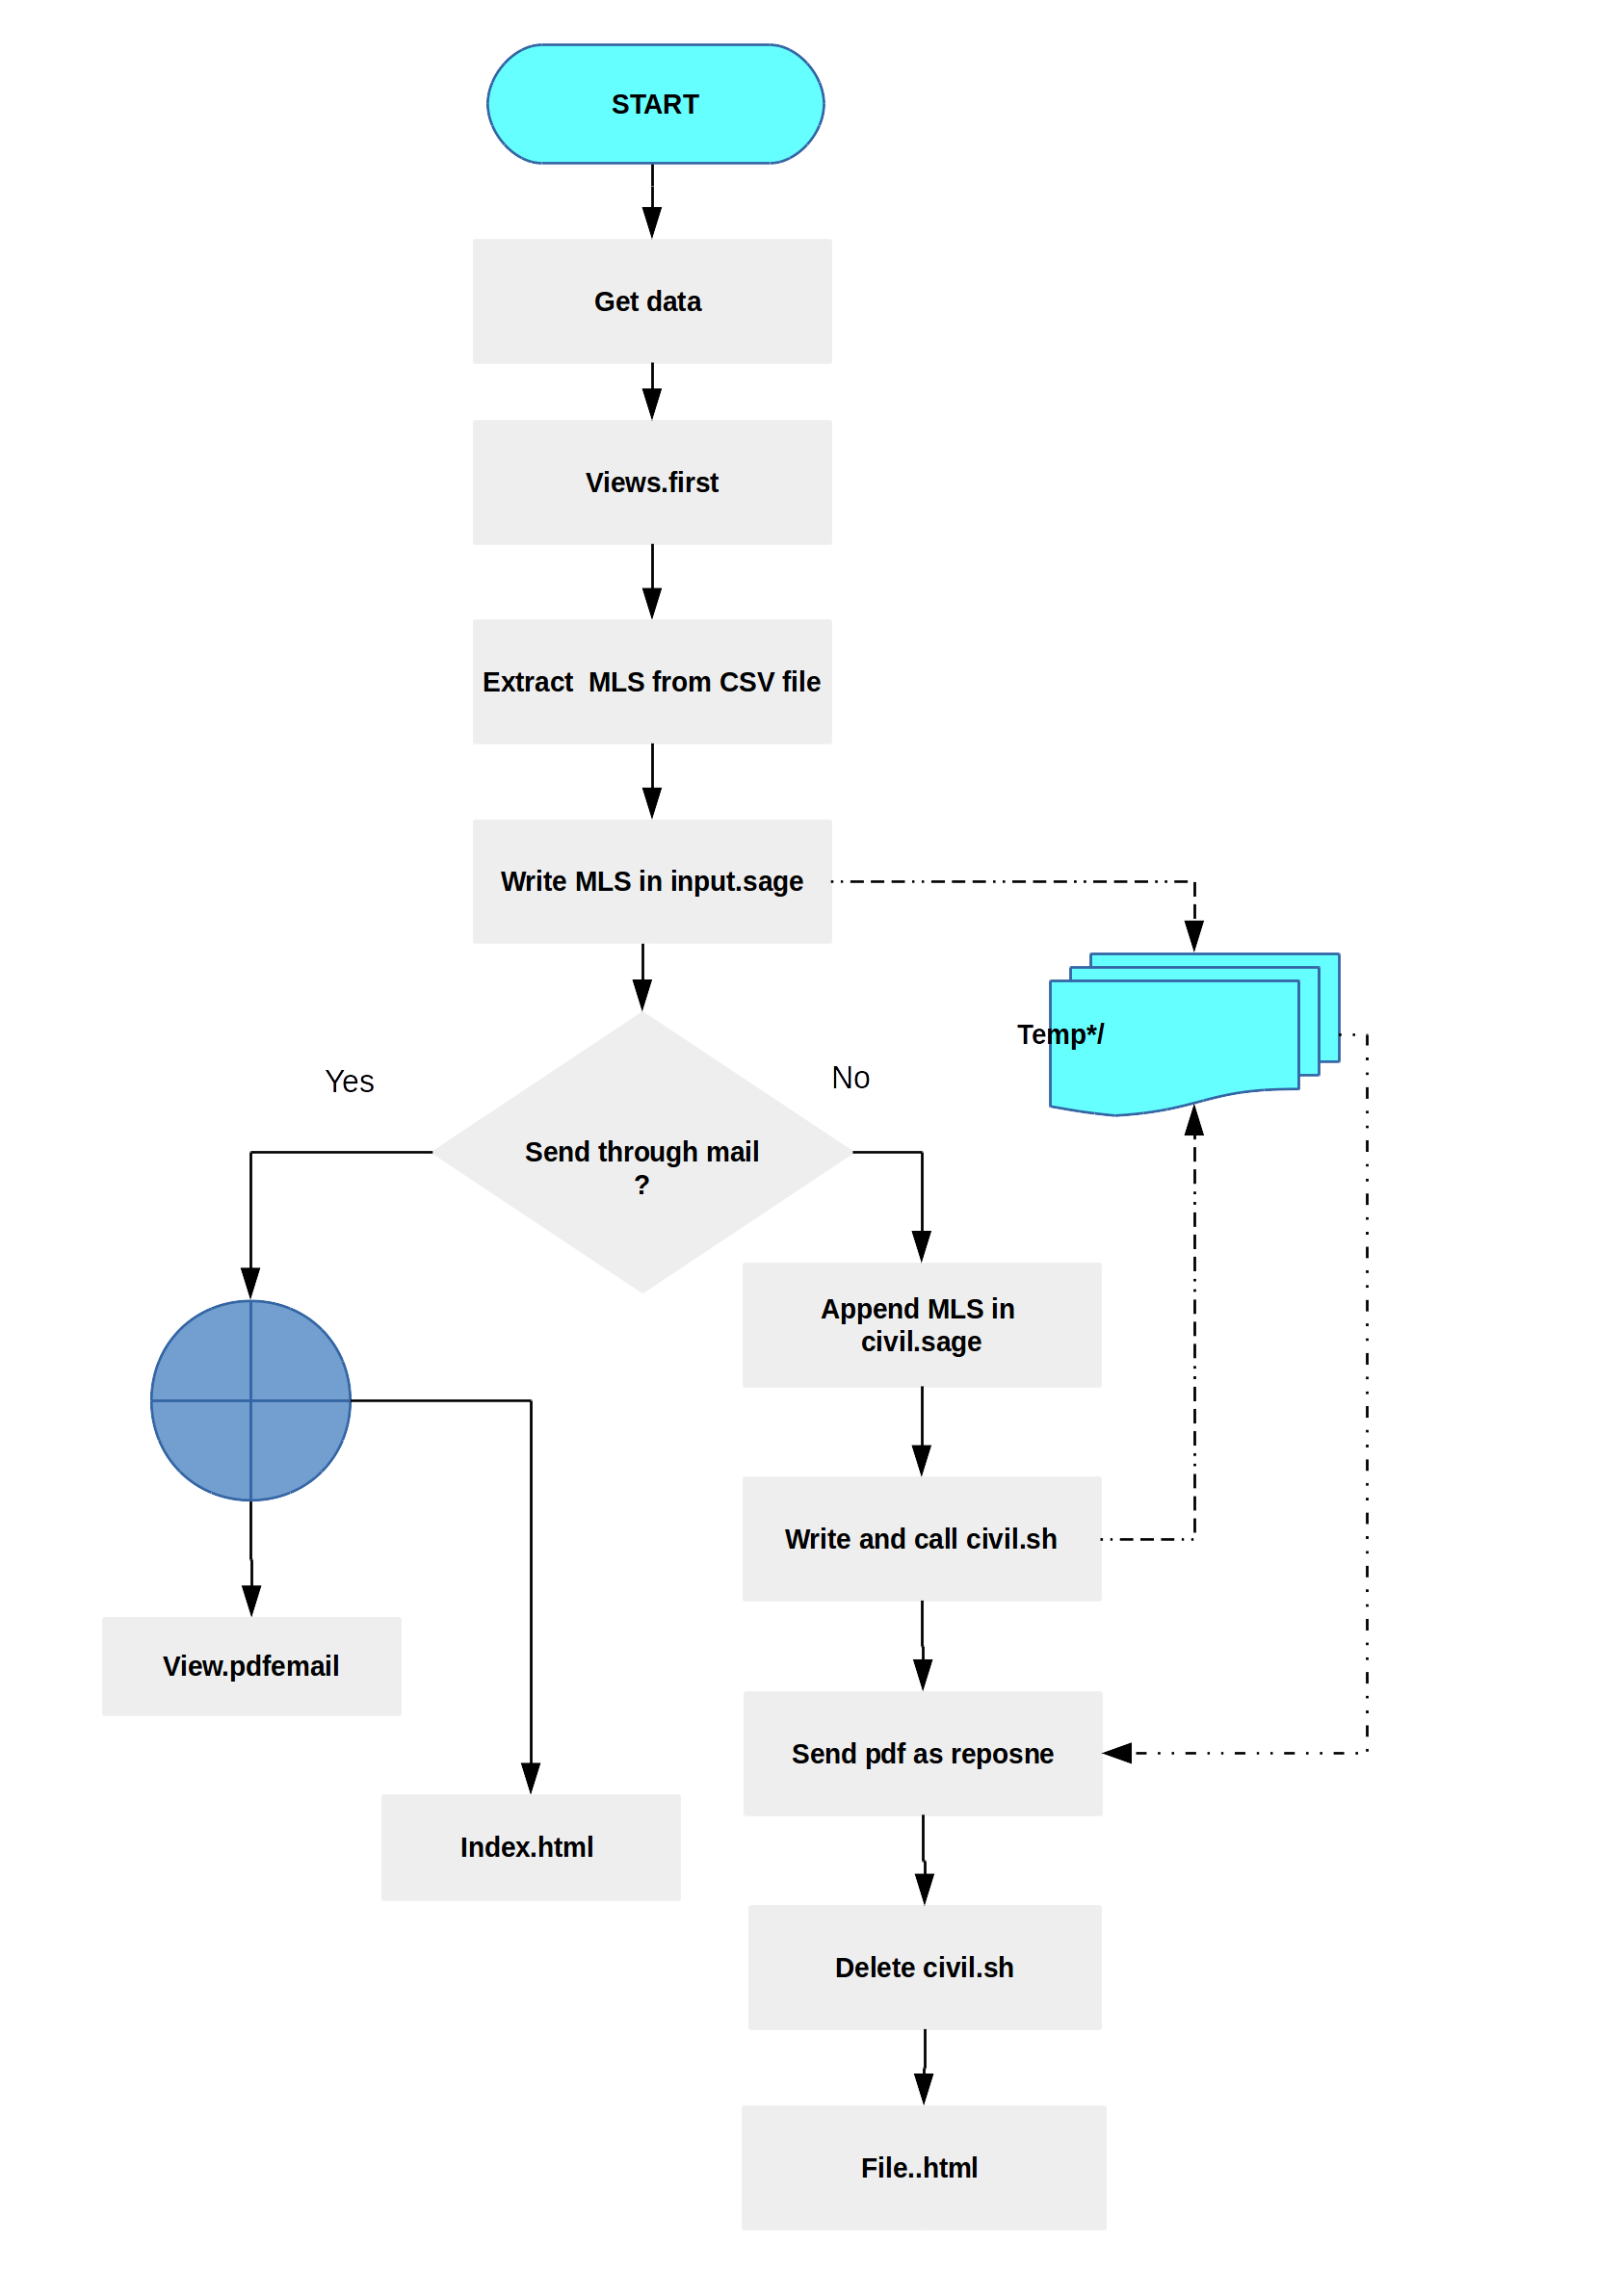 START
Get data
Views.first
Extract  MLS from CSV file
Write MLS in input.sage
Temp*/
Yes
No
Send through mail
?
Append MLS in
civil.sage
Write and call civil.sh
View.pdfemail
Send pdf as reposne
Index.html
Delete civil.sh
File..html